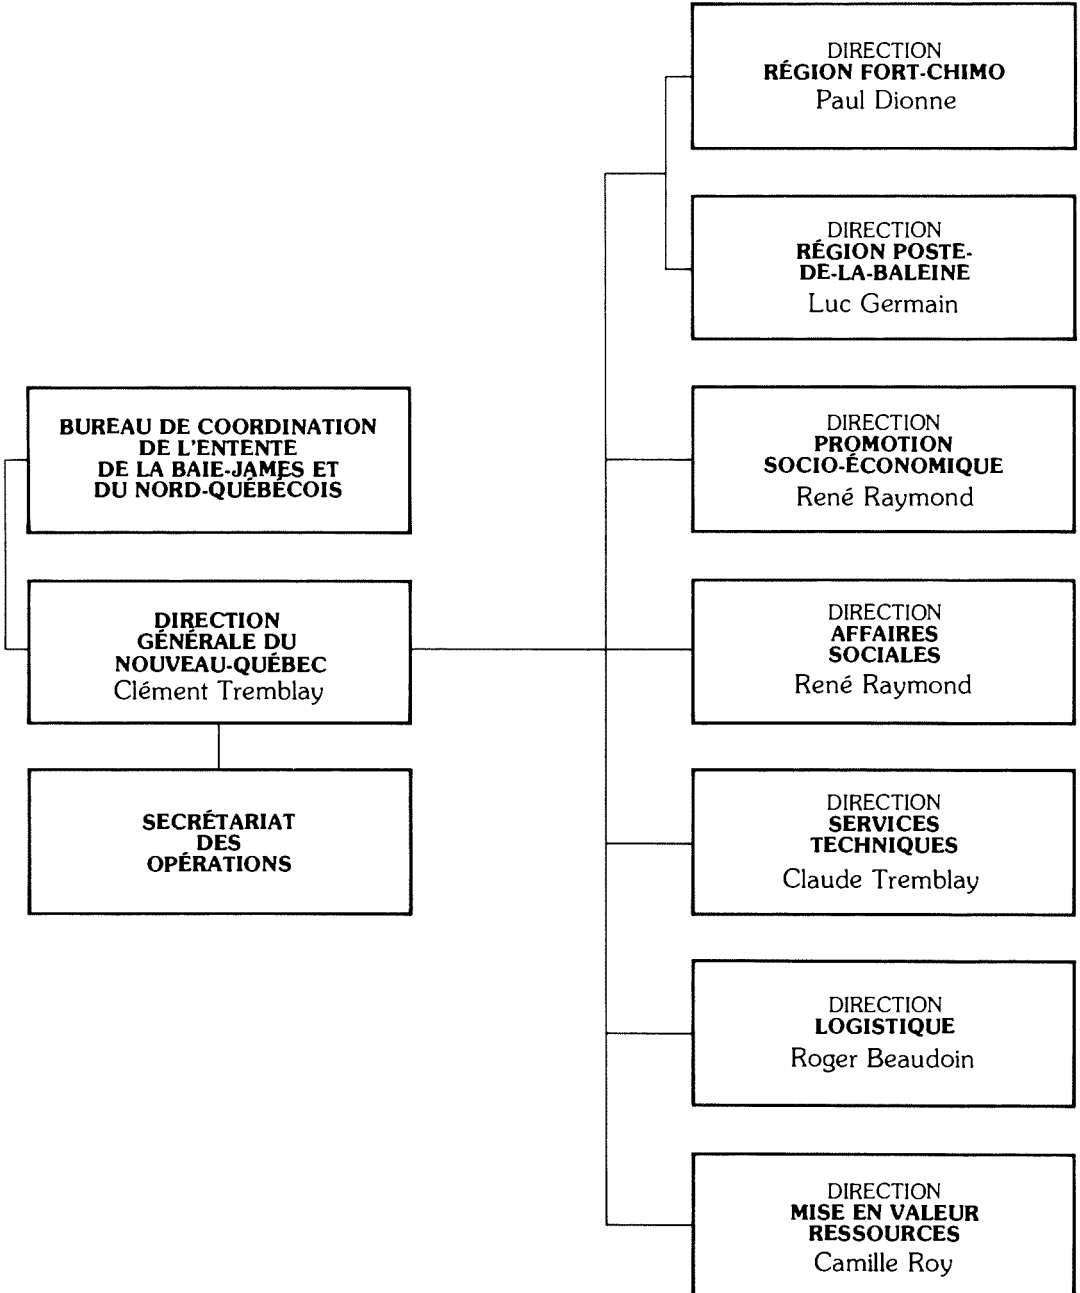 DIRECTION
RÉGION FORT-CHIMO
Paul Dionne
DIRECTION
RÉGION POSTE-
DE-LA-BALEINE
Luc Germain
BUREAU DE COORDINATION
DE L'ENTENTE
DE LA BAIE-JAMES ET
DU NORD-QUÉBÉCOIS
DIRECTION
PROMOTION
SOCIO-ÉCONOMIQUE
René Raymond
DIRECTION
GÉNÉRALE DU
NOUVEAU-QUÉBEC
Clément Tremblay
DIRECTION
AFFAIRES
SOCIALES
René Raymond
SECRÉTARIAT
DES
OPÉRATIONS
DIRECTION
SERVICES
TECHNIQUES
Claude Tremblay
DIRECTION
LOGISTIQUE
Roger Beaudoin
DIRECTION
MISE EN VALEUR
RESSOURCES
Camille Roy